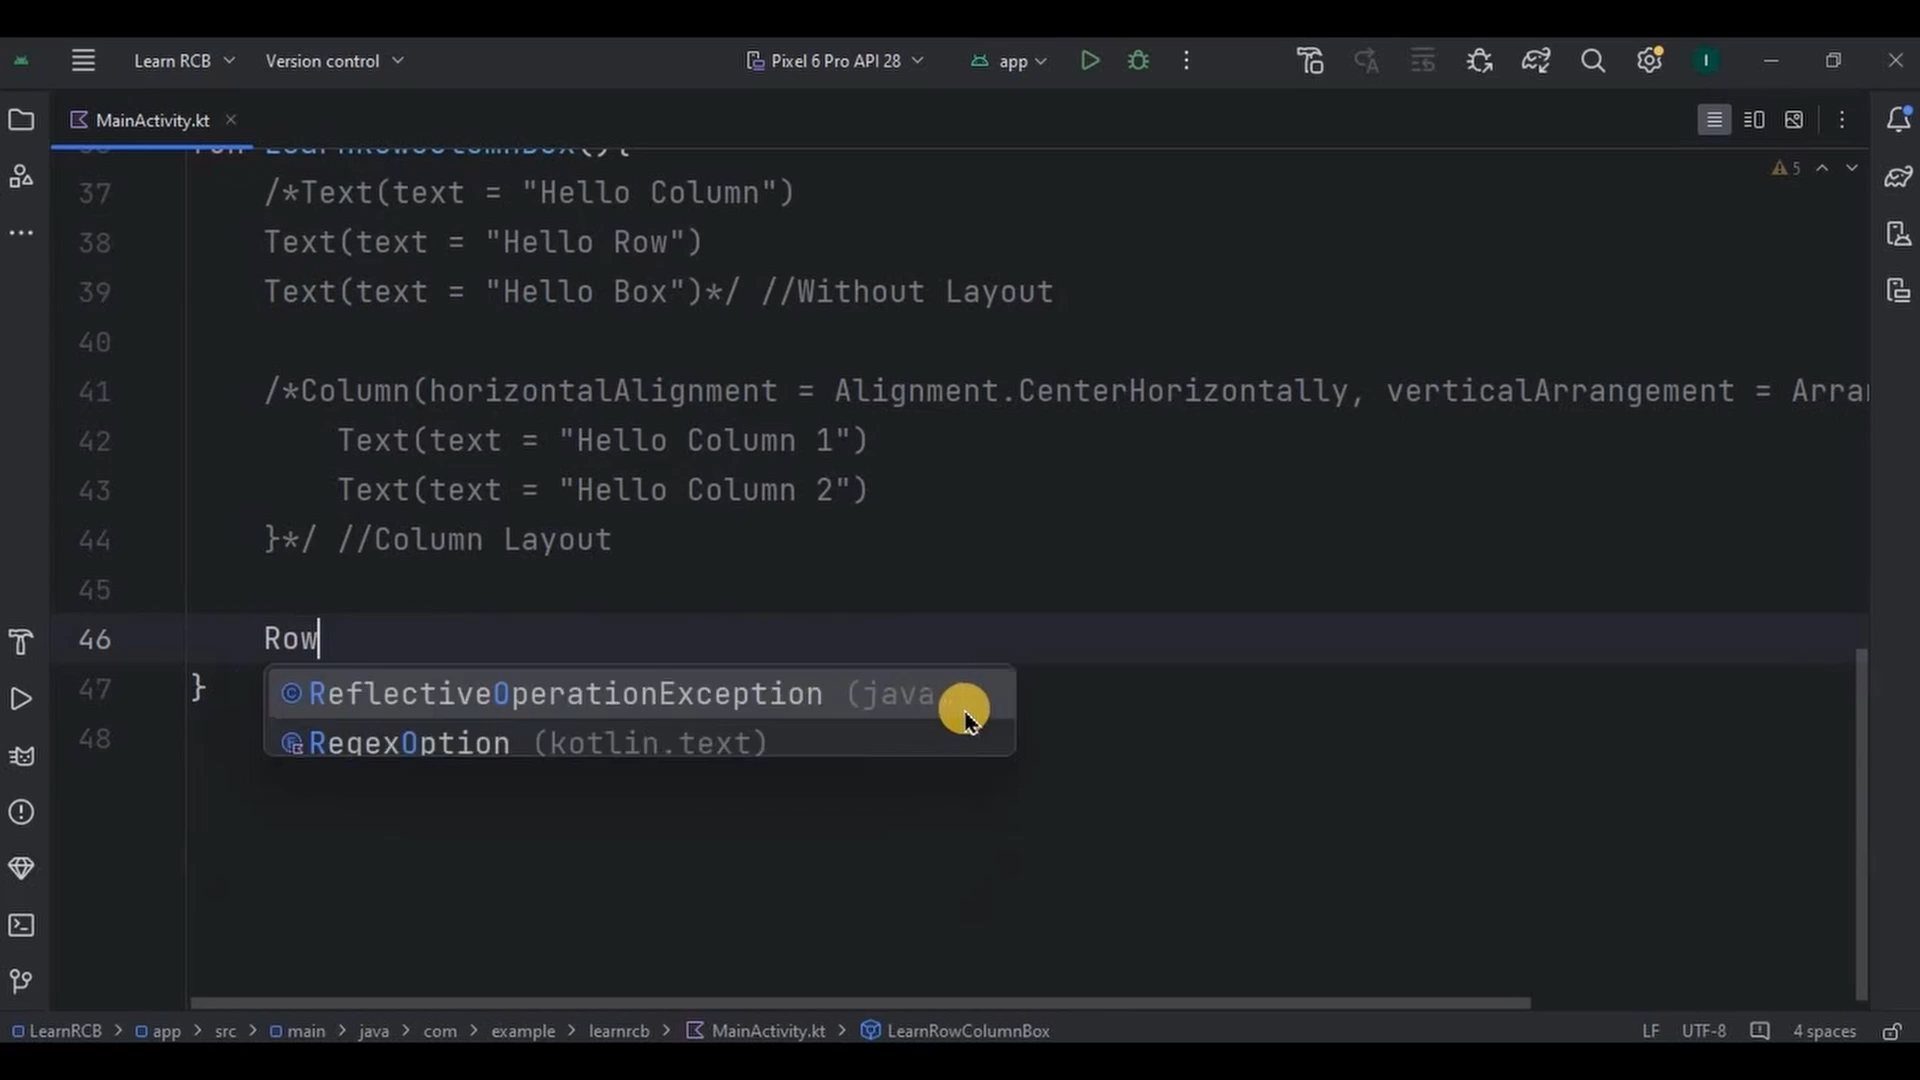 Learn RCB
Version control
Pixel 6 Pro API 28
app
I
MainActivity.kt
36 fun LearnRowColumnBox(){
5
37 /*Text(text = "Hello Column")
38 Text(text = "Hello Row")
39 Text(text = "Hello Box")*/ //Without Layout
40
41 /*Column(horizontalAlignment = Alignment.CenterHorizontally, verticalArrangement = Arra
42 Text(text = "Hello Column 1")
43 Text(text = "Hello Column 2")
44 }*/ //Column Layout
45
46 Row
ReflectiveOperationException (java.
47 }
RegexOption (kotlin.text)
48
LearnRCB > app > src > main > java > com > example > learnrcb > MainActivity.kt > LearnRowColumnBox
LF UTF-8 4 spaces